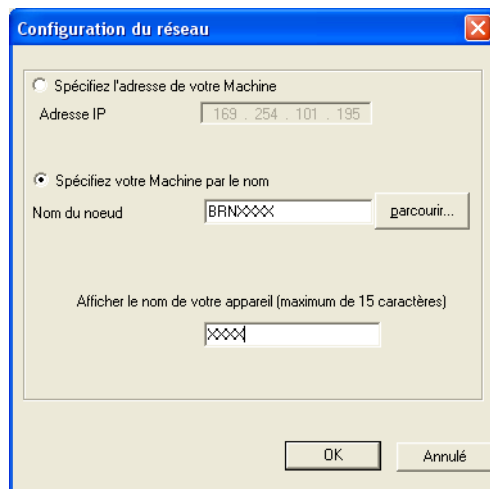 Configuration du réseau
Spécifiez l'adresse de votre Machine
Adresse IP
169 . 254 . 101 . 195
Spécifiez votre Machine par le nom
Nom du noeud
BRNXXXX
parcourir...
Afficher le nom de votre appareil (maximum de 15 caractères)
XXXX
OK
Annulé